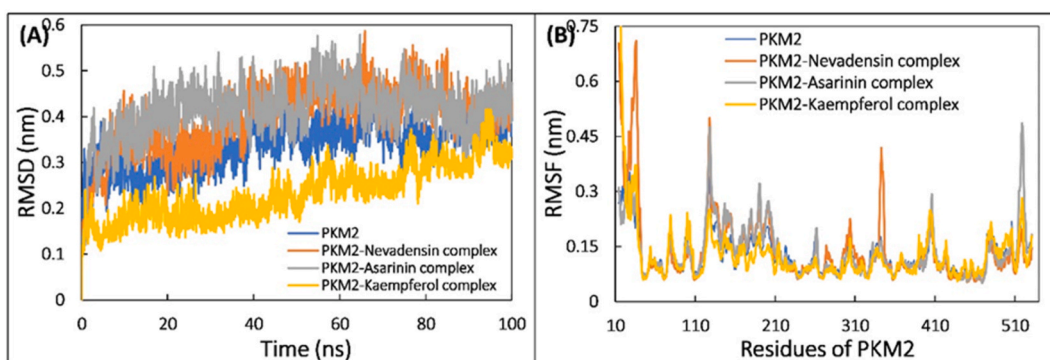 (A)
0.6
0.5
0.4
0.3
0.2
0.1
0
RMSD (nm)
PKM2
PKM2-Nevadensin complex
PKM2-Asarinin complex
PKM2-Kaempferol complex
0 20 40 60 80 100
Time (ns)
(B)
0.75
0.6
0.45
0.3
0.15
0
RMSF (nm)
PKM2
PKM2-Nevadensin complex
PKM2-Asarinin complex
PKM2-Kaempferol complex
10 110 210 310 410 510
Residues of PKM2